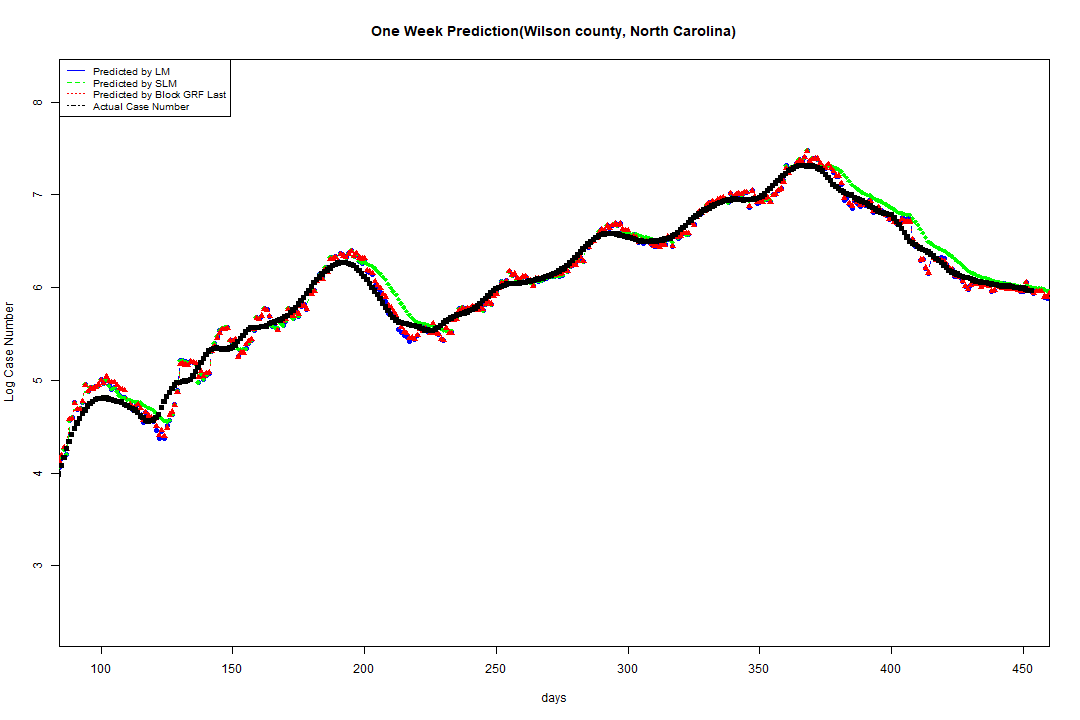 One Week Prediction(Wilson county, North Carolina)
Predicted by LM
Predicted by SLM
Predicted by Block GRF Last
Actual Case Number
8
7
6
5
4
3
Log Case Number
100 150 200 250 300 350 400 450
days